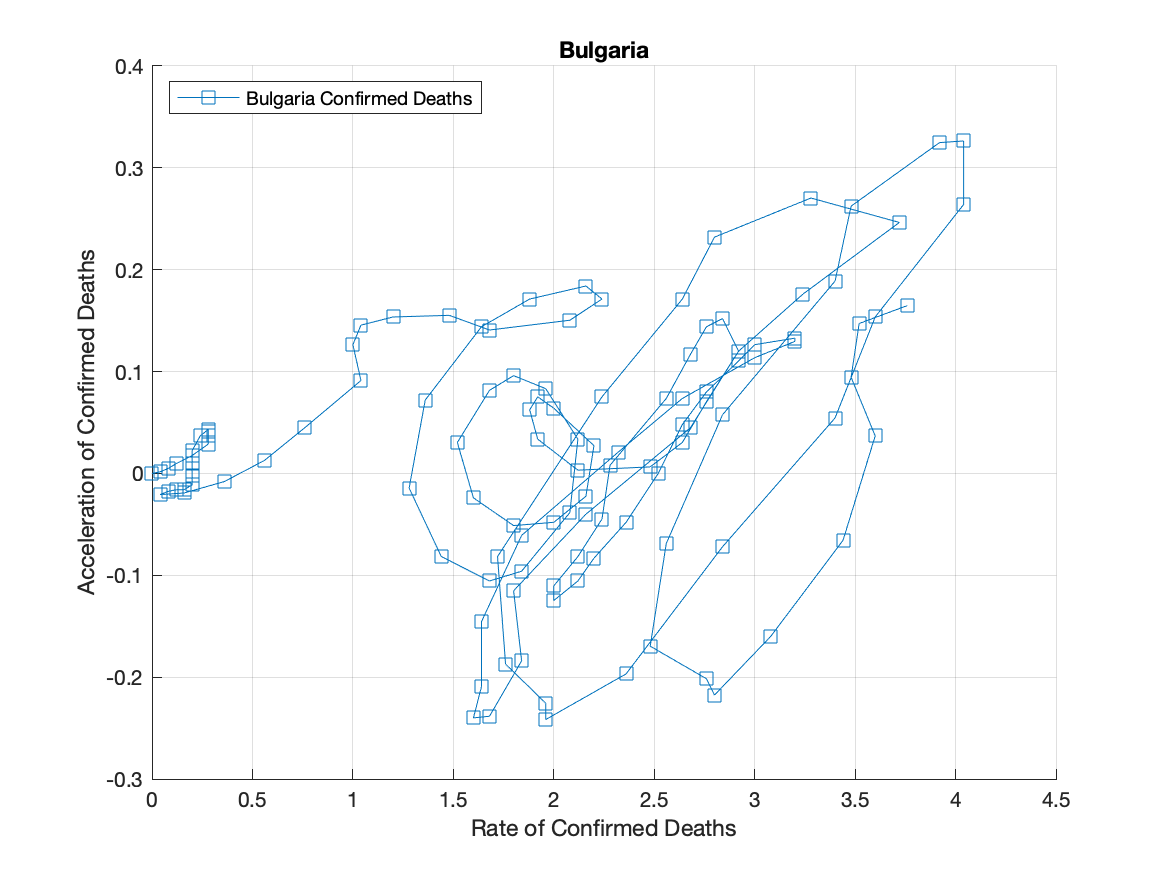 Bulgaria
0.4
Bulgaria Confirmed Deaths
0.3
0.2
0.1
0
-0.1
-0.2
-0.3
Acceleration of Confirmed Deaths
0 0.5 1 1.5 2 2.5 3 3.5 4 4.5
Rate of Confirmed Deaths